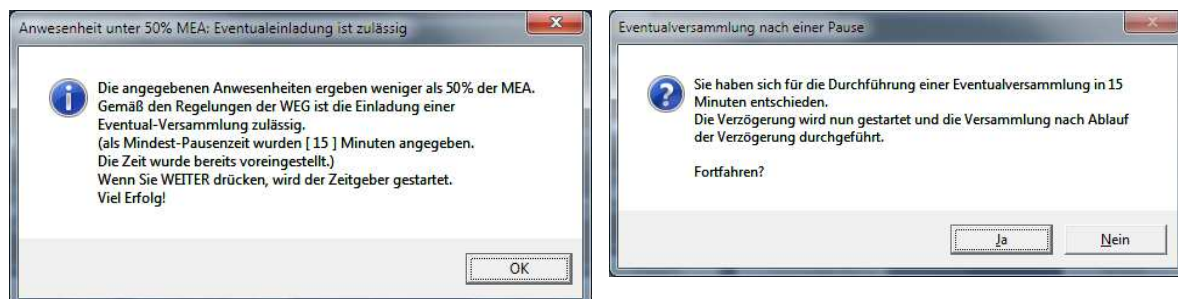 Anwesenheit unter 50% MEA: Eventualeinladung ist zulässig
Die angegebenen Anwesenheiten ergeben weniger als 50% der MEA.
Gemäß den Regelungen der WEG ist die Einladung einer
Eventual-Versammlung zulässig.
(als Mindest-Pausenzeit wurden [ 15 ] Minuten angegeben.
Die Zeit wurde bereits voreingestellt.)
Wenn Sie WEITER drücken, wird der Zeitgeber gestartet.
Viel Erfolg!
OK
Eventualversammlung nach einer Pause
Sie haben sich für die Durchführung einer Eventualversammlung in 15
Minuten entschieden.
Die Verzögerung wird nun gestartet und die Versammlung nach Ablauf
der Verzögerung durchgeführt.
Fortfahren?
Ja
Nein